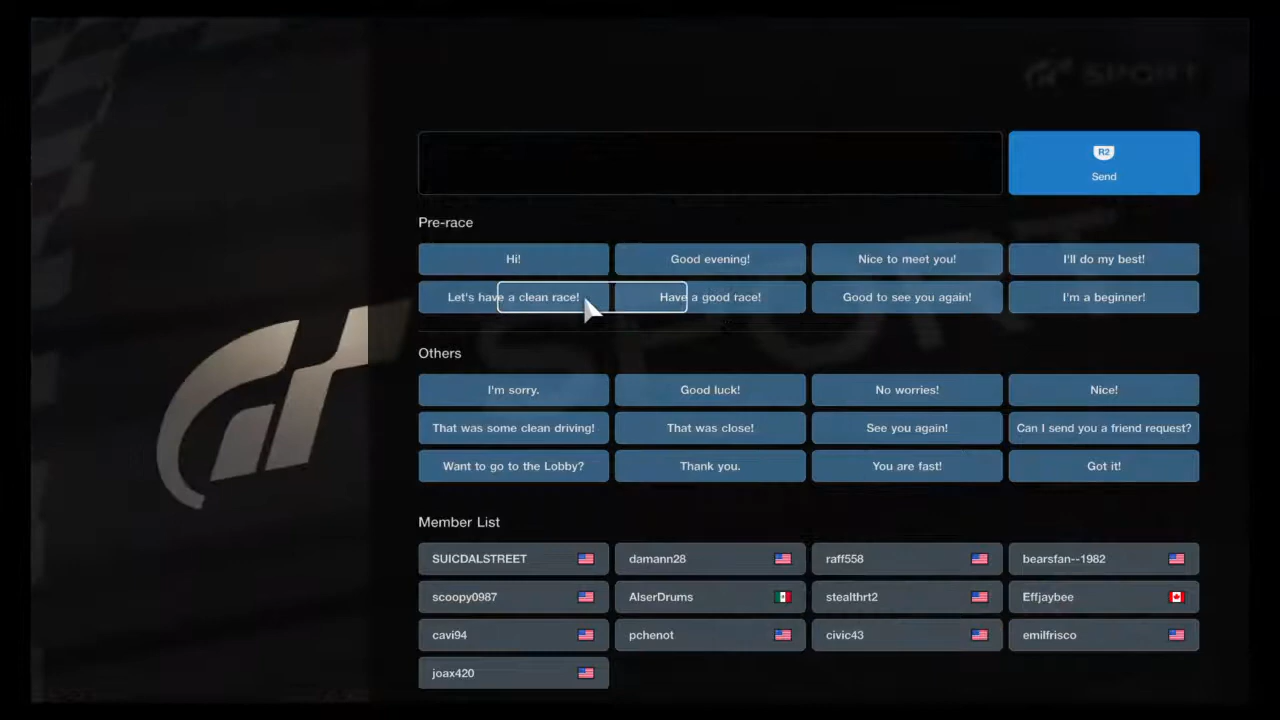 GT SPORT
R2
Send
Pre-race
Hi!
Good evening!
Nice to meet you!
I'll do my best!
Let's have a clean race!
Have a good race!
Good to see you again!
I'm a beginner!
SPORT
Others
I'm sorry.
Good luck!
No worries!
Nice!
That was some clean driving!
That was close!
See you again!
Can I send you a friend request?
Want to go to the Lobby?
Thank you.
You are fast!
Got it!
GT
Member List
SUICDALSTREET
damann28
raff558
bearsfan--1982
scoopy0987
AlserDrums
stealthrt2
Effjaybee
cavi94
pchenot
civic43
emilfrisco
joax420